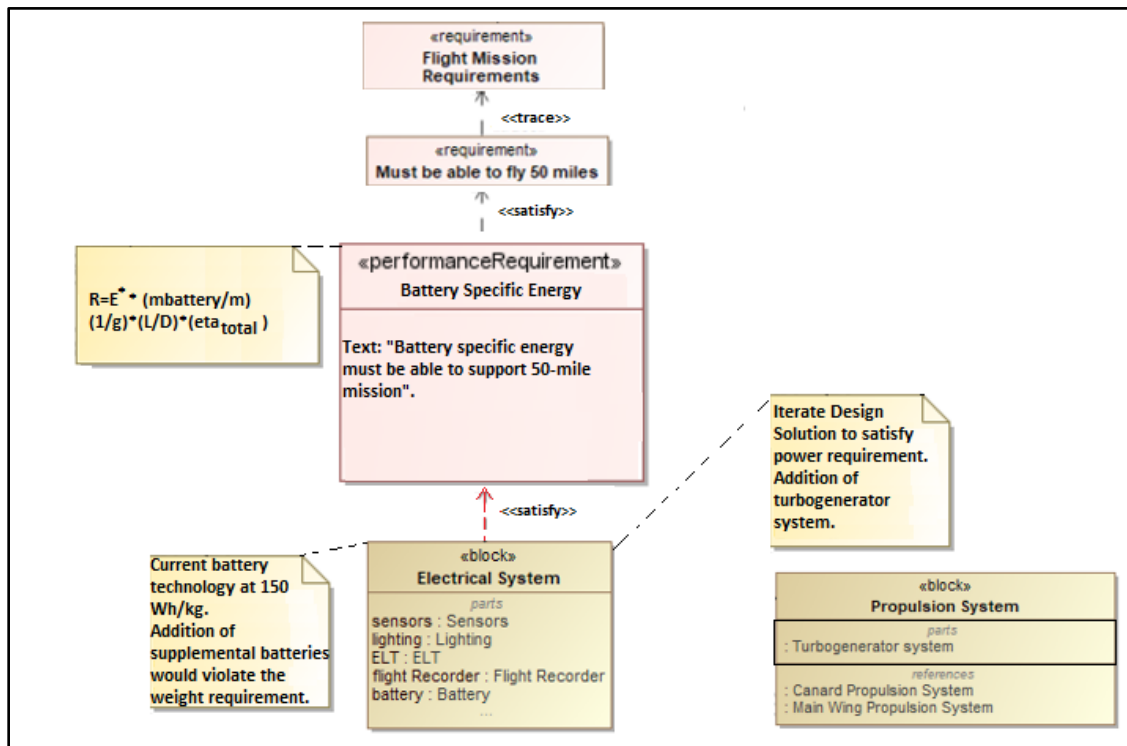 «requirement»
Flight Mission
Requirements
<<trace>>
«requirement»
Must be able to fly 50 miles
<<satisfy>>
R=E* * (mbattery/m)
(1/g)*(L/D)*(eta total )
«performanceRequirement»
Battery Specific Energy
Text: "Battery specific energy
must be able to support 50-mile
mission".
Iterate Design
Solution to satisfy
power requirement.
Addition of
turbogenerator
system.
<<satisfy>>
Current battery
technology at 150
Wh/kg.
Addition of
supplemental batteries
would violate the
weight requirement.
«block»
Electrical System
parts
sensors : Sensors
lighting : Lighting
ELT : ELT
flight Recorder : Flight Recorder
battery : Battery
...
«block»
Propulsion System
parts
: Turbogenerator system
references
: Canard Propulsion System
: Main Wing Propulsion System